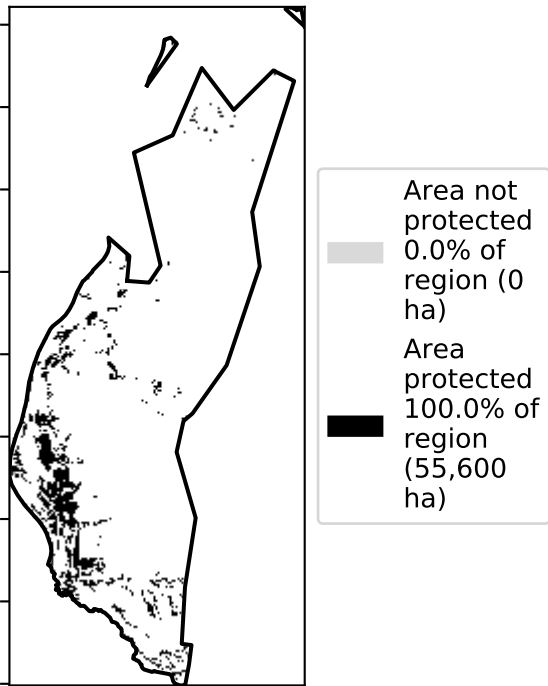 Area not
protected
0.0% of
region (0
ha)
Area
protected
100.0% of
region
(55,600
ha)